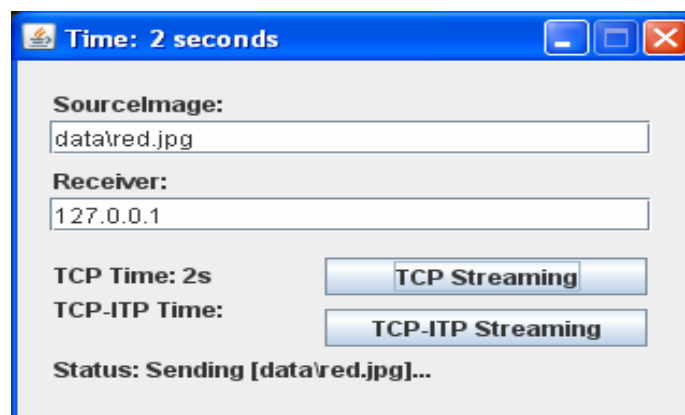 Time: 2 seconds
SourceImage:
data\red.jpg
Receiver:
127.0.0.1
TCP Time: 2s
TCP Streaming
TCP-ITP Time:
TCP-ITP Streaming
Status: Sending [data\red.jpg]...